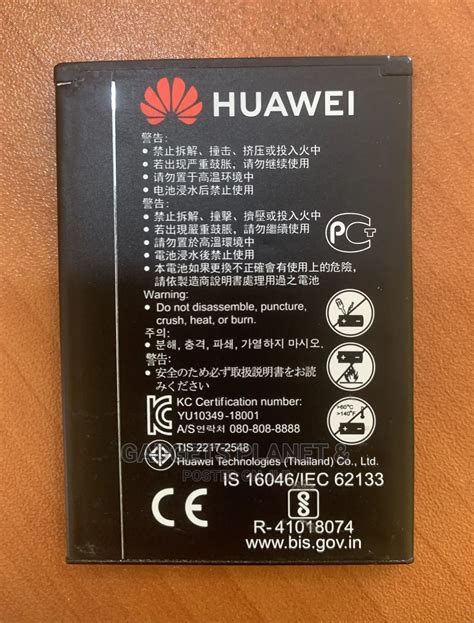 HUAWEI
警告:
• 禁止拆解、撞击、挤压或投入火中
• 若出现严重鼓胀,请勿继续使用
• 请勿置于高温环境中
• 电池浸水后禁止使用
警告:
• 禁止拆解、撞擊、擠壓或投入火中
• 若出現嚴重鼓脹,請勿繼續使用
• 請勿置於高溫環境中
• 電池浸水後禁止使用
• 本電池如果更換不正確會有使用上的危險,
請依製造商說明書處理用過之電池
Warning:
• Do not disassemble, puncture,
crush, heat, or burn.
주의:
• 분해, 충격, 파쇄, 가열하지 마시오.
警告:
• 安全のため必ず取扱説明書をお読
みください
>60°C
>140°F
KC Certification number:
YU10349-18001
A/S연락처 080-808-8888
TIS 2217-2548
Huawei Technologies (Thailand) Co., Ltd.
GADGETS PLANET &
IS 16046/IEC 62133
CE
R-41018074
www.bis.gov.in